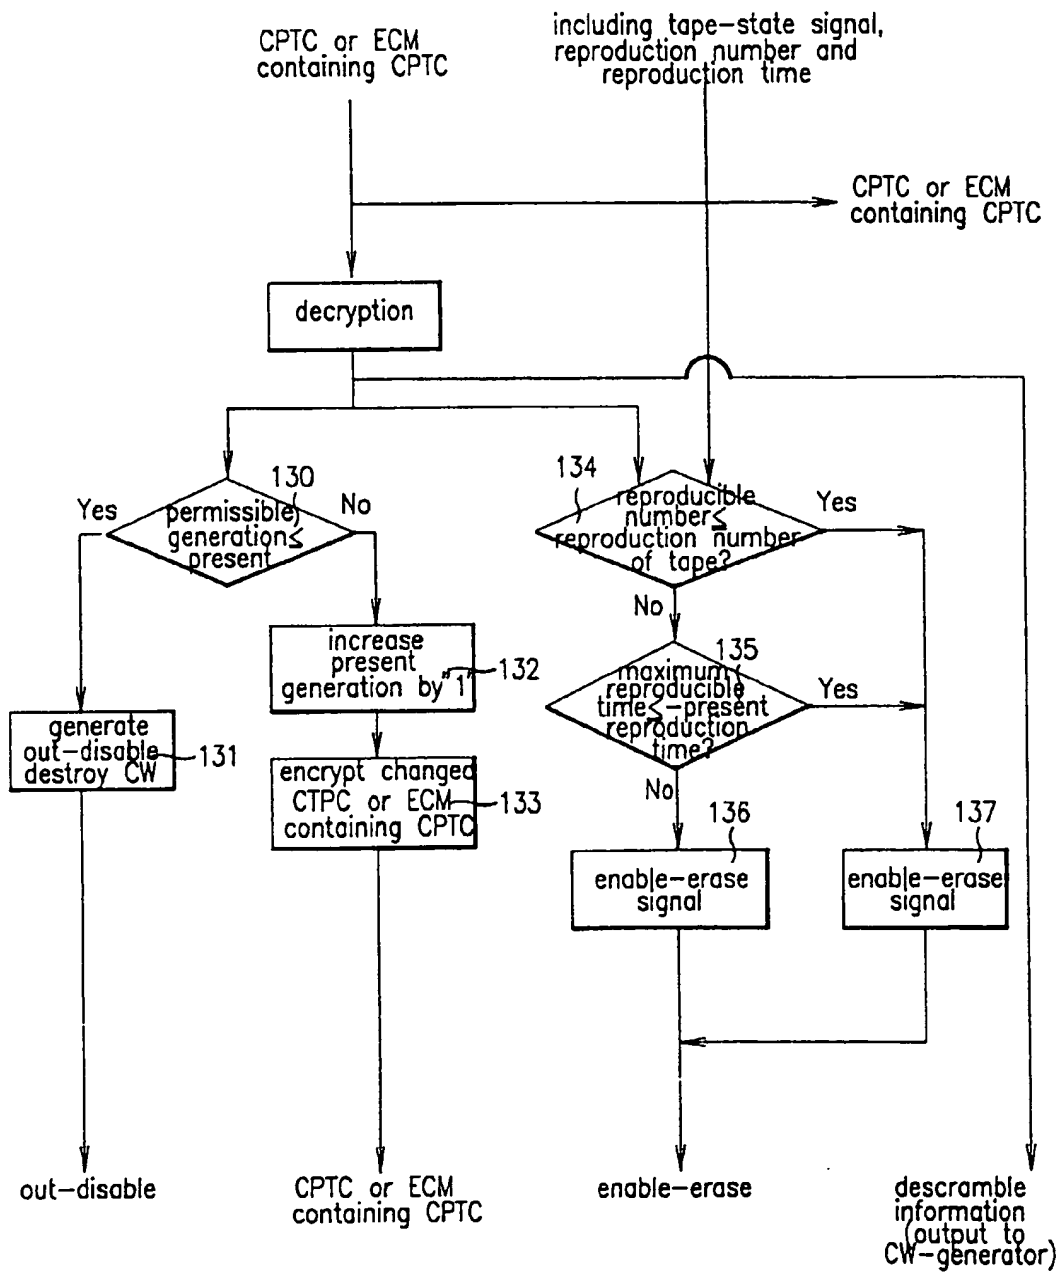 CPTC or ECM
containing CPTC
including tape-state signal,
reproduction number and
reproduction time
CPTC or ECM
containing CPTC
decryption
130
Yes
No
permissible
generation≤
present
134
Yes
reproducible
number≤
reproduction number
of tape?
No
increase
present
generation by "1"
132
135
maximum
reproducible
time≤-present
reproduction
time?
Yes
No
generate
out-disable
destroy CW
131
encrypt changed
CTPC or ECM
containing CPTC
133
136
enable-erase
signal
137
enable-erase
signal
out-disable
CPTC or ECM
containing CPTC
enable-erase
descramble
information
(output to
CW-generator)